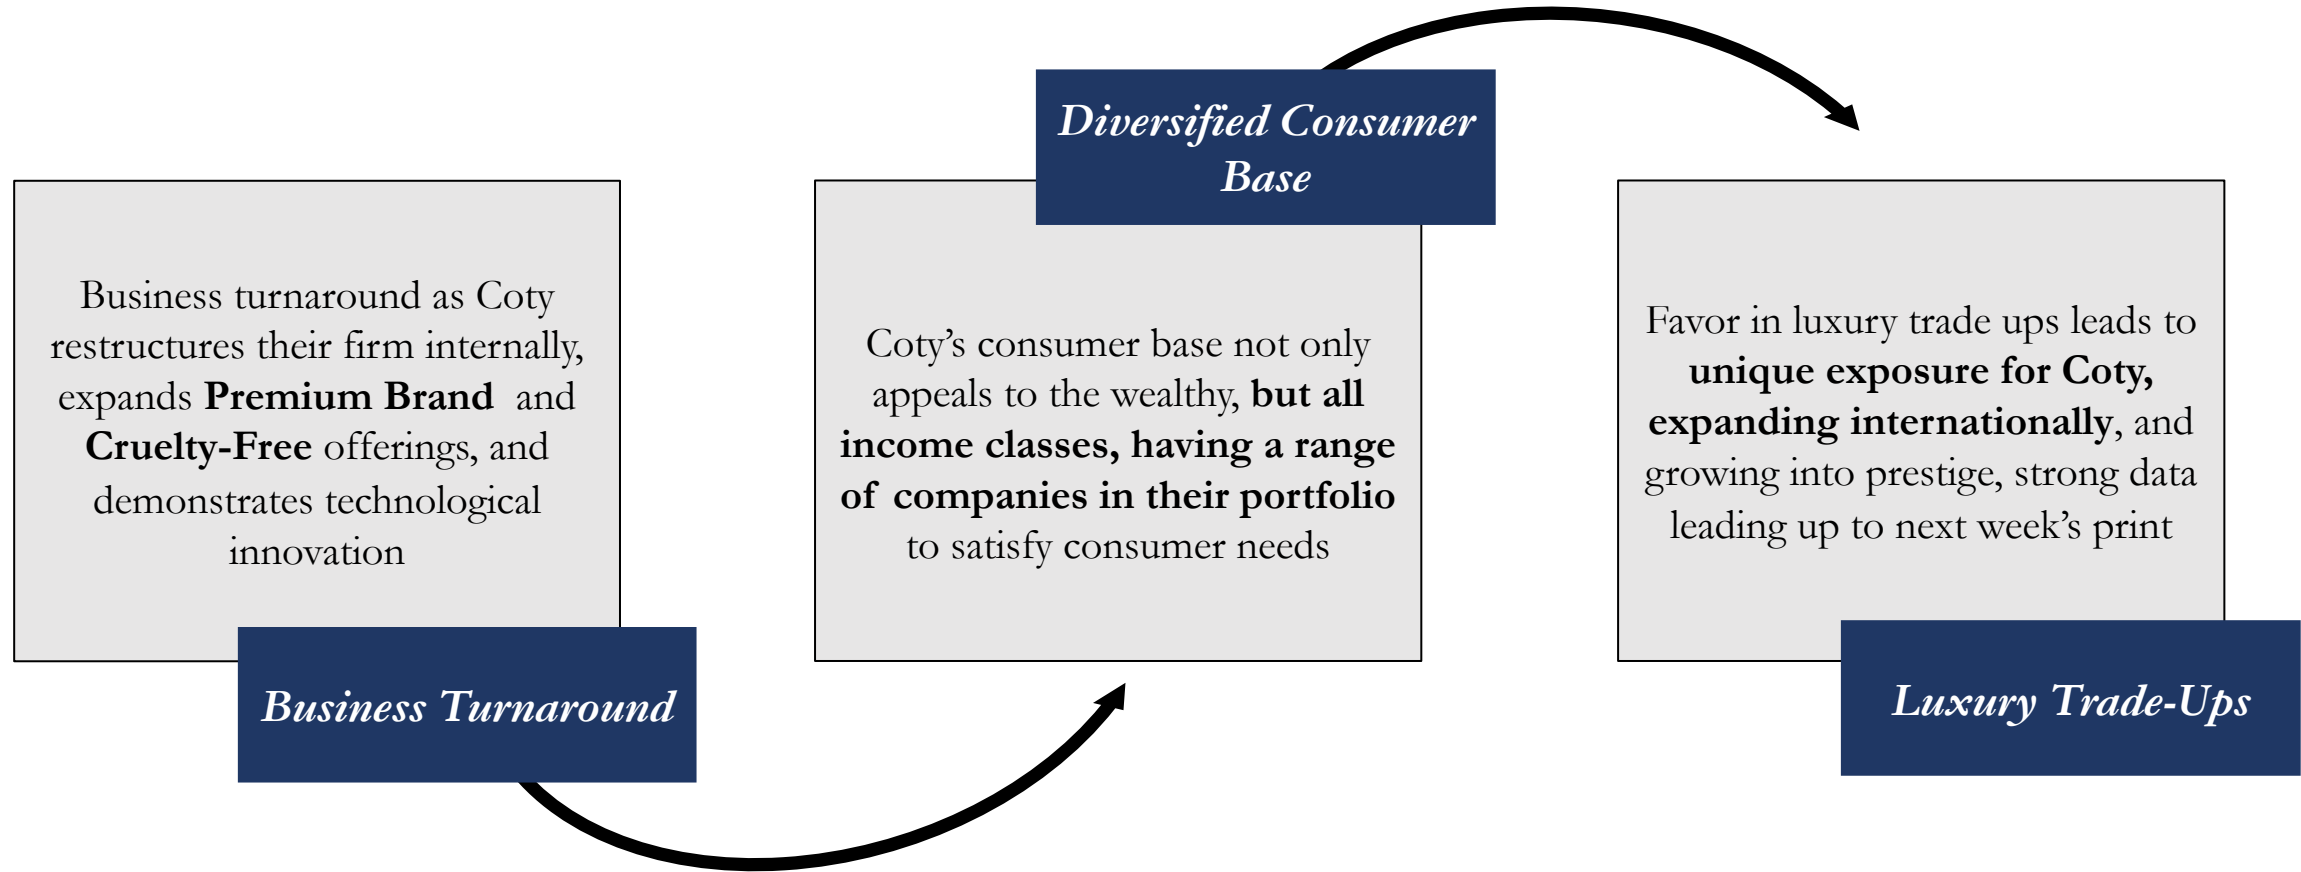 Business turnaround as Coty
restructures their firm internally,
expands Premium Brand and
Cruelty-Free offerings, and
demonstrates technological
innovation
Business Turnaround
Diversified Consumer
Base
Coty’s consumer base not only
appeals to the wealthy, but all
income classes, having a range
of companies in their portfolio
to satisfy consumer needs
Favor in luxury trade ups leads to
unique exposure for Coty,
expanding internationally, and
growing into prestige, strong data
leading up to next week’s print
Luxury Trade-Ups